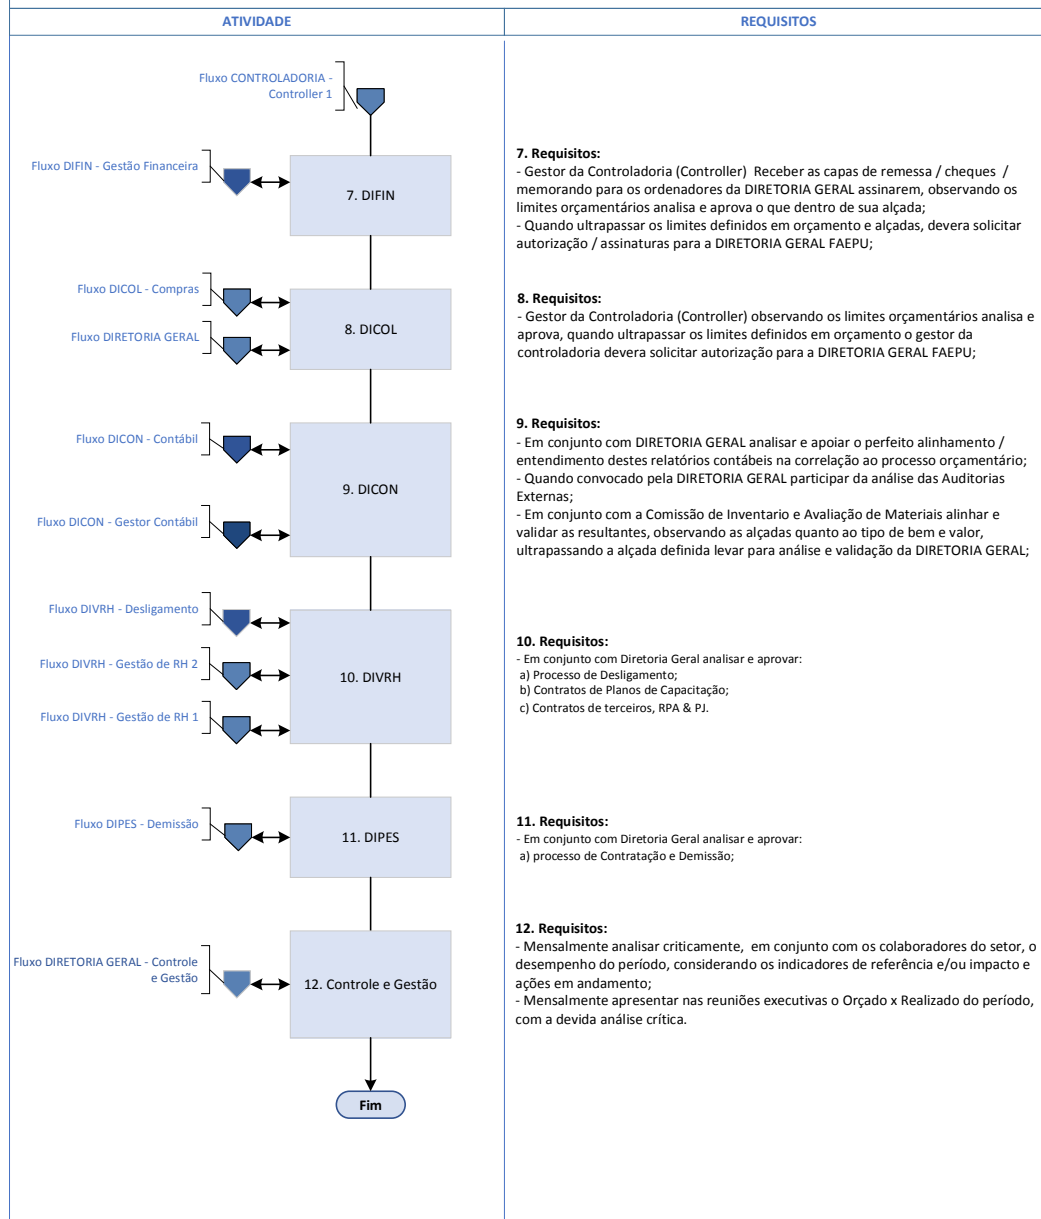 ATIVIDADE
REQUISITOS
Fluxo CONTROLADORIA -
Controller 1
Fluxo DIFIN - Gestão Financeira
7. DIFIN
7. Requisitos:
- Gestor da Controladoria (Controller)  Receber as capas de remessa / cheques /
memorando para os ordenadores da DIRETORIA GERAL assinarem, observando os
limites orçamentários analisa e aprova o que dentro de sua alçada;
- Quando ultrapassar os limites definidos em orçamento e alçadas, devera solicitar
autorização / assinaturas para a DIRETORIA GERAL FAEPU;
Fluxo DICOL - Compras
Fluxo DIRETORIA GERAL
8. DICOL
8. Requisitos:
- Gestor da Controladoria (Controller) observando os limites orçamentários analisa e
aprova, quando ultrapassar os limites definidos em orçamento o gestor da
controladoria devera solicitar autorização para a DIRETORIA GERAL FAEPU;
Fluxo DICON - Contábil
Fluxo DICON - Gestor Contábil
9. DICON
9. Requisitos:
- Em conjunto com DIRETORIA GERAL analisar e apoiar o perfeito alinhamento /
entendimento destes relatórios contábeis na correlação ao processo orçamentário;
- Quando convocado pela DIRETORIA GERAL participar da análise das Auditorias
Externas;
- Em conjunto com a Comissão de Inventario e Avaliação de Materiais alinhar e
validar as resultantes, observando as alçadas quanto ao tipo de bem e valor,
ultrapassando a alçada definida levar para análise e validação da DIRETORIA GERAL;
Fluxo DIVRH - Desligamento
Fluxo DIVRH - Gestão de RH 2
Fluxo DIVRH - Gestão de RH 1
10. DIVRH
10. Requisitos:
- Em conjunto com Diretoria Geral analisar e aprovar:
a) Processo de Desligamento;
b) Contratos de Planos de Capacitação;
c) Contratos de terceiros, RPA & PJ.
Fluxo DIPES - Demissão
11. DIPES
11. Requisitos:
- Em conjunto com Diretoria Geral analisar e aprovar:
a) processo de Contratação e Demissão;
Fluxo DIRETORIA GERAL - Controle
e Gestão
12. Controle e Gestão
12. Requisitos:
- Mensalmente analisar criticamente,  em conjunto com os colaboradores do setor, o
desempenho do período, considerando os indicadores de referência e/ou impacto e
ações em andamento;
- Mensalmente apresentar nas reuniões executivas o Orçado x Realizado do período,
com a devida análise crítica.
Fim